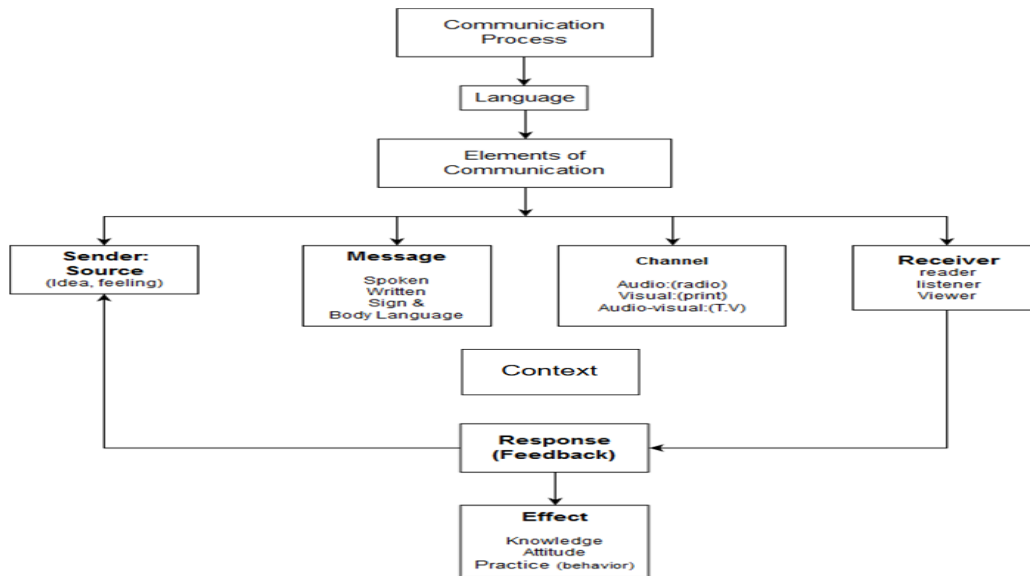 Communication
Process
Language
Elements of
Communication
Sender:
Source
(Idea, feeling)
Message
Spoken
Written
Sign &
Body Language
Channel
Audio:(radio)
Visual:(print)
Audio-visual:(T.V)
Receiver
reader
listener
Viewer
Context
Response
(Feedback)
Effect
Knowledge
Attitude
Practice (behavior)